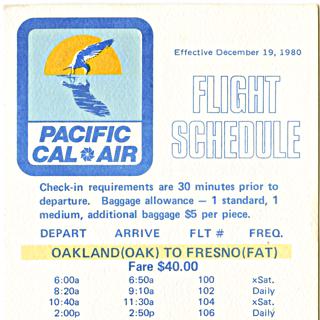 Effective December 19, 1980
FLIGHT
SCHEDULE
PACIFIC
CAL AIR
Check-in requirements are 30 minutes prior to
departure. Baggage allowance — 1 standard, 1
medium, additional baggage $5 per piece.
DEPART ARRIVE FLT # FREQ.
OAKLAND(OAK) TO FRESNO(FAT)
Fare $40.00
6:00a 6:50a 100 xSat.
8:20a 9:10a 102 Daily
10:40a 11:30a 104 xSat.
2:00p 2:50p 106 Daily